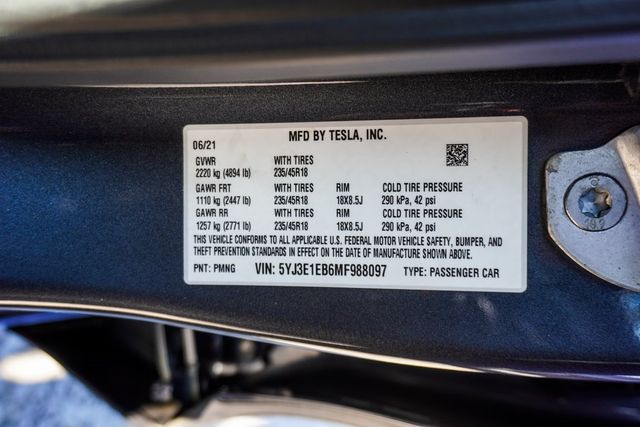 MFD BY TESLA, INC.
06/21
GVWR WITH TIRES
2220 kg (4894 lb) 235/45R18
GAWR FRT WITH TIRES RIM COLD TIRE PRESSURE
1110 kg (2447 lb) 235/45R18 18X8.5J 290 kPa, 42 psi
GAWR RR WITH TIRES RIM COLD TIRE PRESSURE
1257 kg (2771 lb) 235/45R18 18X8.5J 290 kPa, 42 psi
THIS VEHICLE CONFORMS TO ALL APPLICABLE U.S. FEDERAL MOTOR VEHICLE SAFETY, BUMPER, AND
THEFT PREVENTION STANDARDS IN EFFECT ON THE DATE OF MANUFACTURE SHOWN ABOVE.
PNT: PMNG VIN: 5YJ3E1EB6MF988097 TYPE: PASSENGER CAR